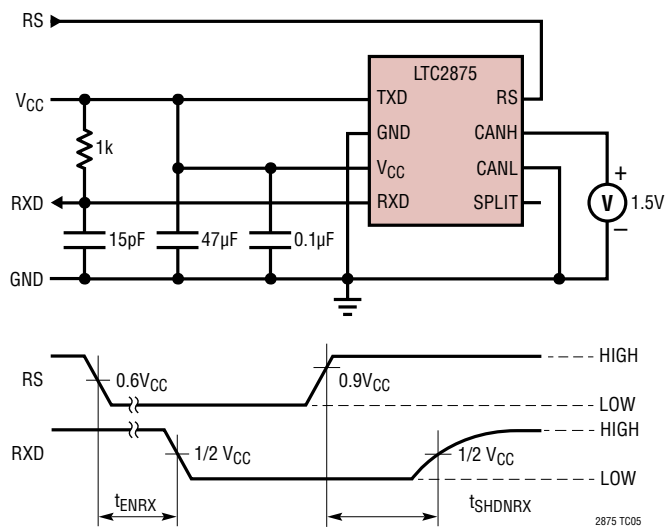 RS
LTC2875
VCC
TXD
RS
GND
CANH
1k
VCC
CANL
+
V
1.5V
–
RXD
RXD
SPLIT
15pF
47µF
0.1µF
GND
RS
0.6VCC
0.9VCC
HIGH
LOW
RXD
1/2 VCC
1/2 VCC
HIGH
LOW
tENRX
tSHDNRX
2875 TC05